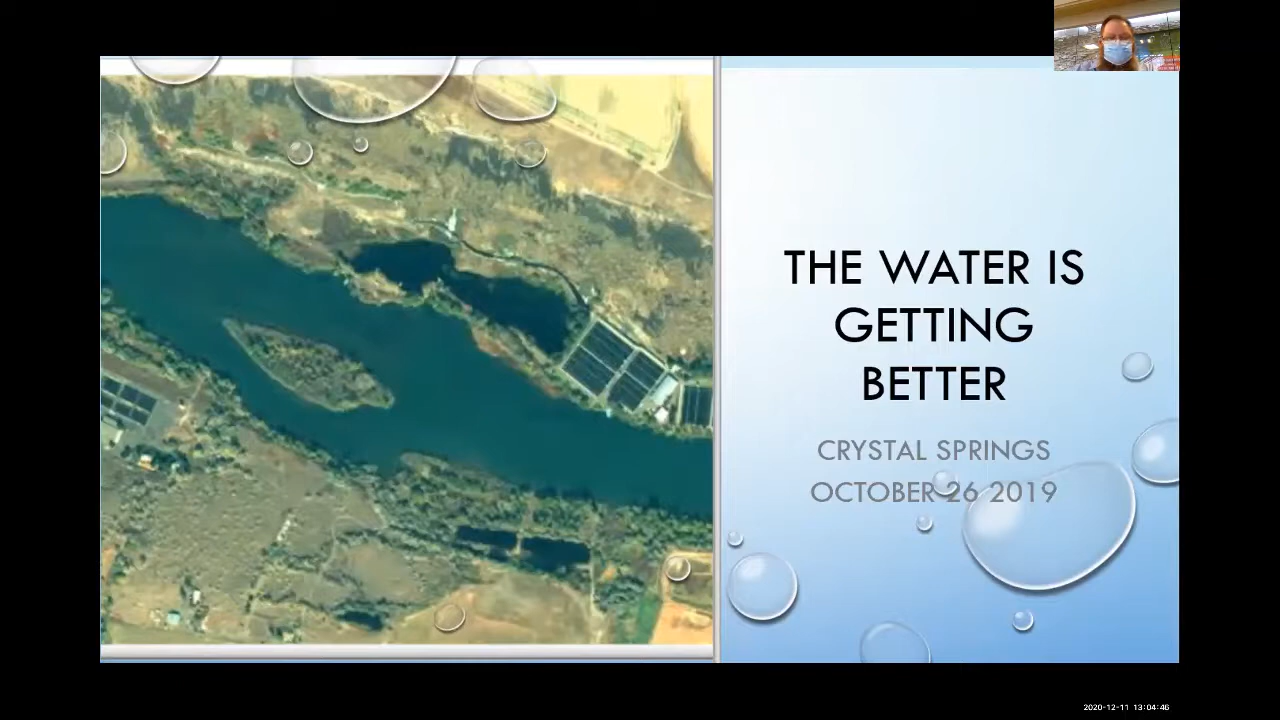 THE WATER IS
GETTING
BETTER
CRYSTAL SPRINGS
OCTOBER 26 2019
2020-12-11 13:04:46